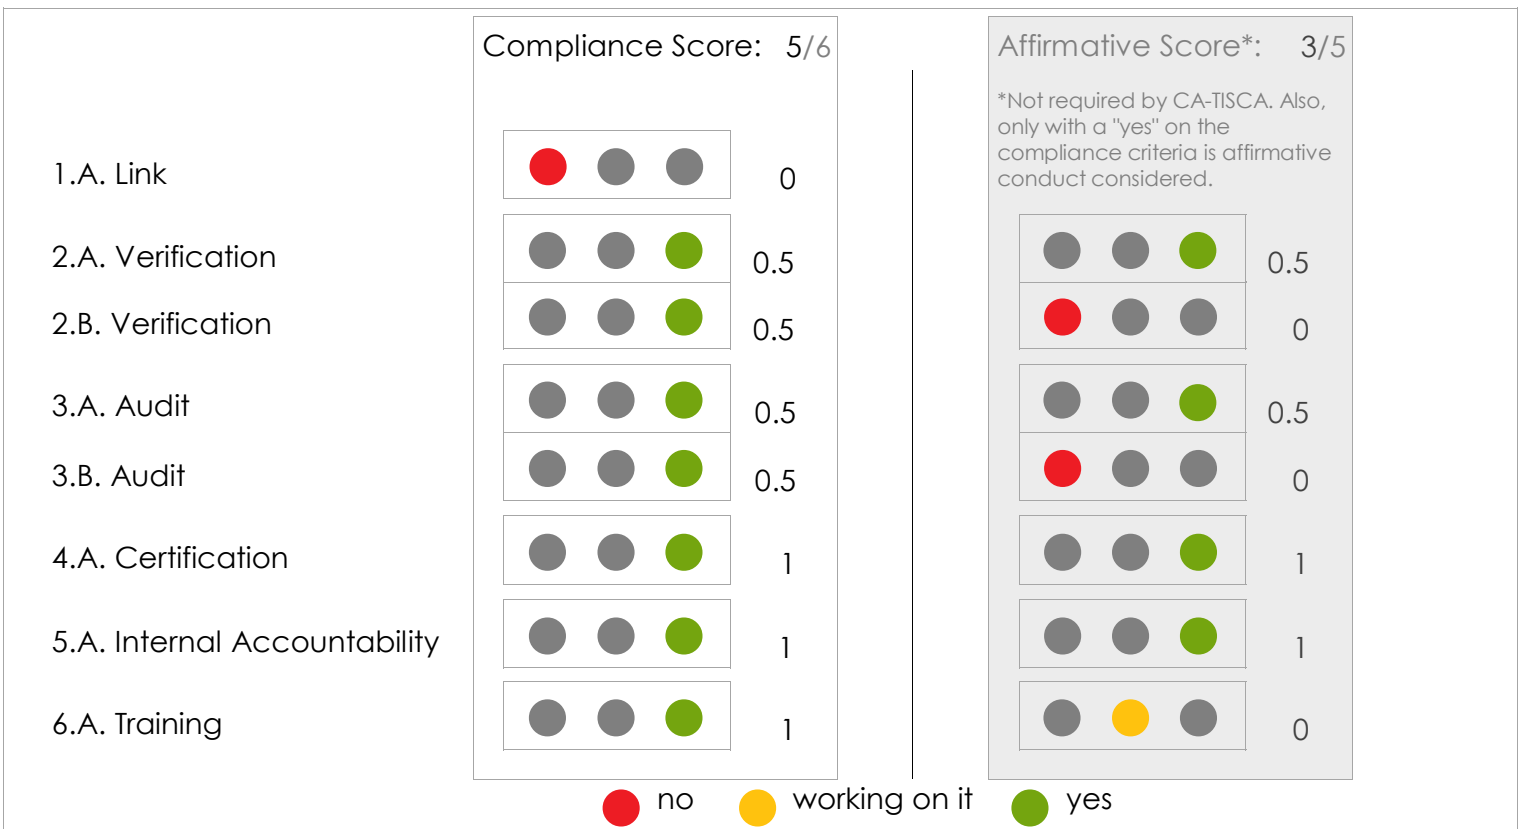 Compliance Score: 5/6
Affirmative Score*: 3/5
*Not required by CA-TISCA. Also,
only with a "yes" on the
compliance criteria is affirmative
conduct considered.
1.A. Link 0
2.A. Verification 0.5 0.5
2.B. Verification 0.5 0
3.A. Audit 0.5 0.5
3.B. Audit 0.5 0
4.A. Certification 1 1
5.A. Internal Accountability 1 1
6.A. Training 1 0
no working on it yes